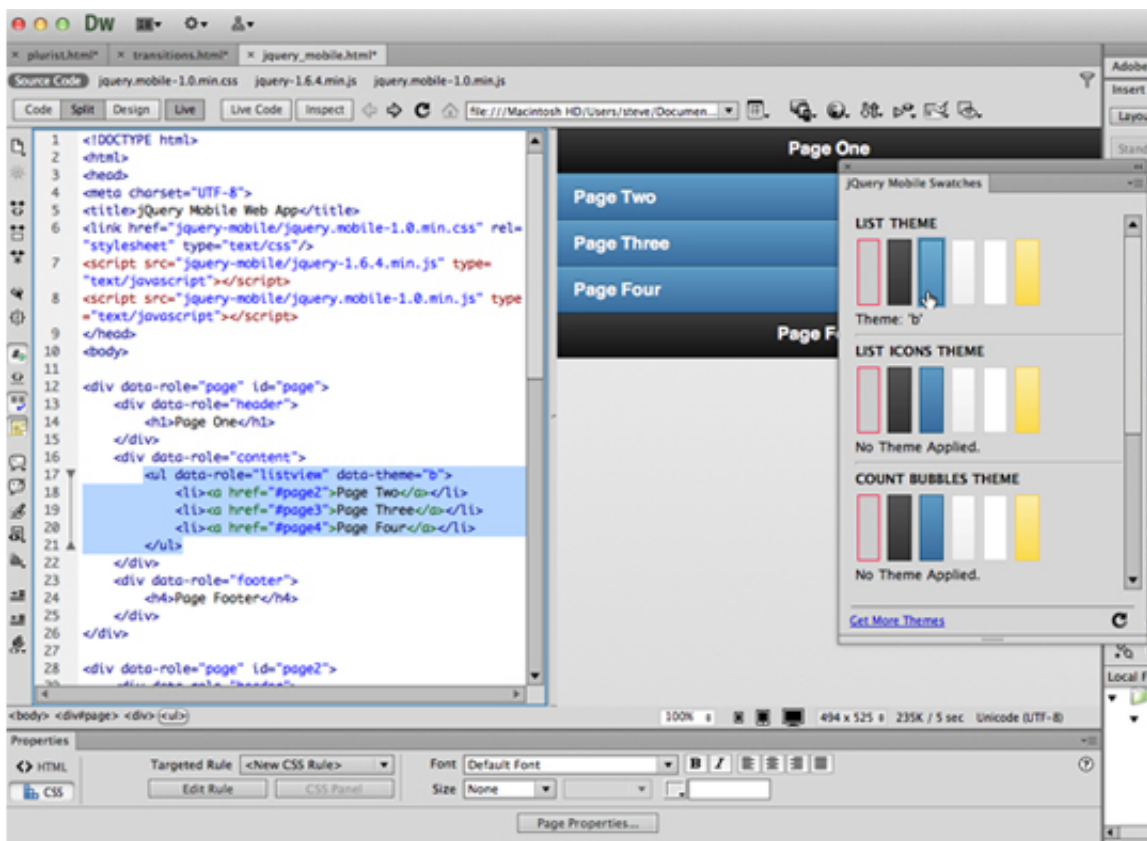 Dw
× plurist.html* × transitions.html* × jquery_mobile.html*
Source Code jquery.mobile-1.0.min.css jquery-1.6.4.min.js jquery.mobile-1.0.min.js
Code Split Design Live Live Code Inspect file:///Macintosh HD/Users/steve/Documen...
Adobe
Insert
Layou
Stand
1 <!DOCTYPE html>
2 <html>
3 <head>
4 <meta charset="UTF-8">
5 <title>jQuery Mobile Web App</title>
6 <link href="jquery-mobile/jquery.mobile-1.0.min.css" rel=
"stylesheet" type="text/css"/>
7 <script src="jquery-mobile/jquery-1.6.4.min.js" type=
"text/javascript"></script>
8 <script src="jquery-mobile/jquery.mobile-1.0.min.js" type
="text/javascript"></script>
9 </head>
10 <body>
11
12 <div data-role="page" id="page">
13 <div data-role="header">
14 <h1>Page One</h1>
15 </div>
16 <div data-role="content">
17 <ul data-role="listview" data-theme="b">
18 <li><a href="#page2">Page Two</a></li>
19 <li><a href="#page3">Page Three</a></li>
20 <li><a href="#page4">Page Four</a></li>
21 </ul>
22 </div>
23 <div data-role="footer">
24 <h4>Page Footer</h4>
25 </div>
26 </div>
27
28 <div data-role="page" id="page2">
Page One
Page Two
Page Three
Page Four
Page F
jQuery Mobile Swatches
LIST THEME
Theme: 'b'
LIST ICONS THEME
No Theme Applied.
COUNT BUBBLES THEME
No Theme Applied.
Get More Themes
Local F
<body> <div#page> <div> <ul> 100% 494 x 525 235K / 5 sec Unicode (UTF-8)
Properties
<> HTML Targeted Rule <New CSS Rule> Font Default Font B I
CSS Edit Rule CSS Panel Size None
Page Properties...